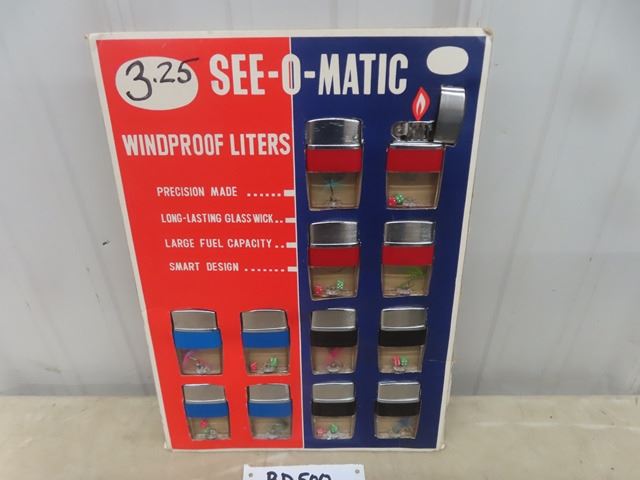 3.25
SEE-O-MATIC
WINDPROOF LITERS
PRECISION MADE ......
LONG-LASTING GLASS WICK..
LARGE FUEL CAPACITY...
SMART DESIGN .......